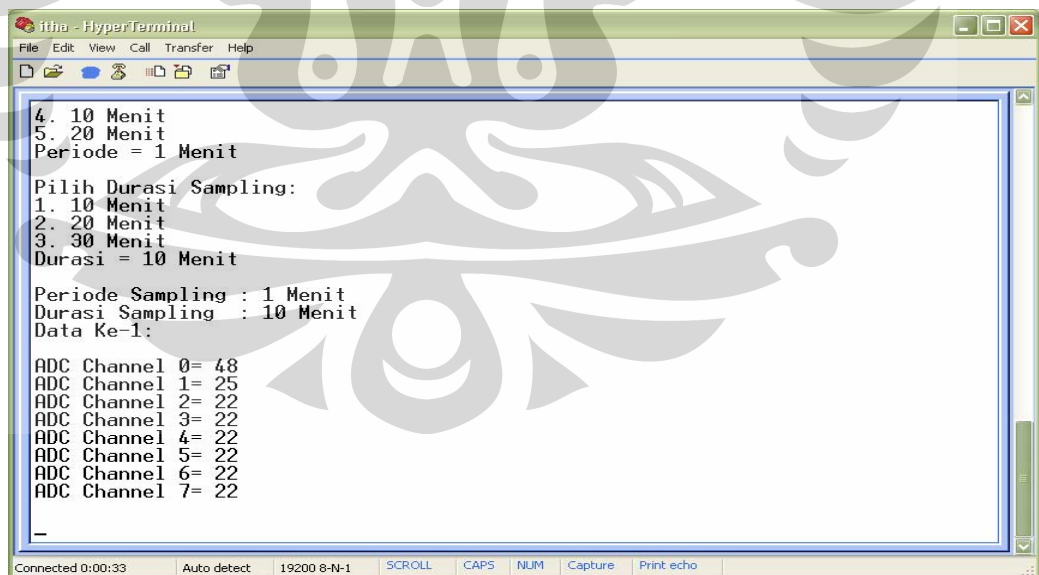 itha - HyperTerminal
File Edit View Call Transfer Help
4. 10 Menit
5. 20 Menit
Periode = 1 Menit
Pilih Durasi Sampling:
1. 10 Menit
2. 20 Menit
3. 30 Menit
Durasi = 10 Menit
Periode Sampling : 1 Menit
Durasi Sampling : 10 Menit
Data Ke-1:
ADC Channel 0= 48
ADC Channel 1= 25
ADC Channel 2= 22
ADC Channel 3= 22
ADC Channel 4= 22
ADC Channel 5= 22
ADC Channel 6= 22
ADC Channel 7= 22
_
Connected 0:00:33 Auto detect 19200 8-N-1 SCROLL CAPS NUM Capture Print echo